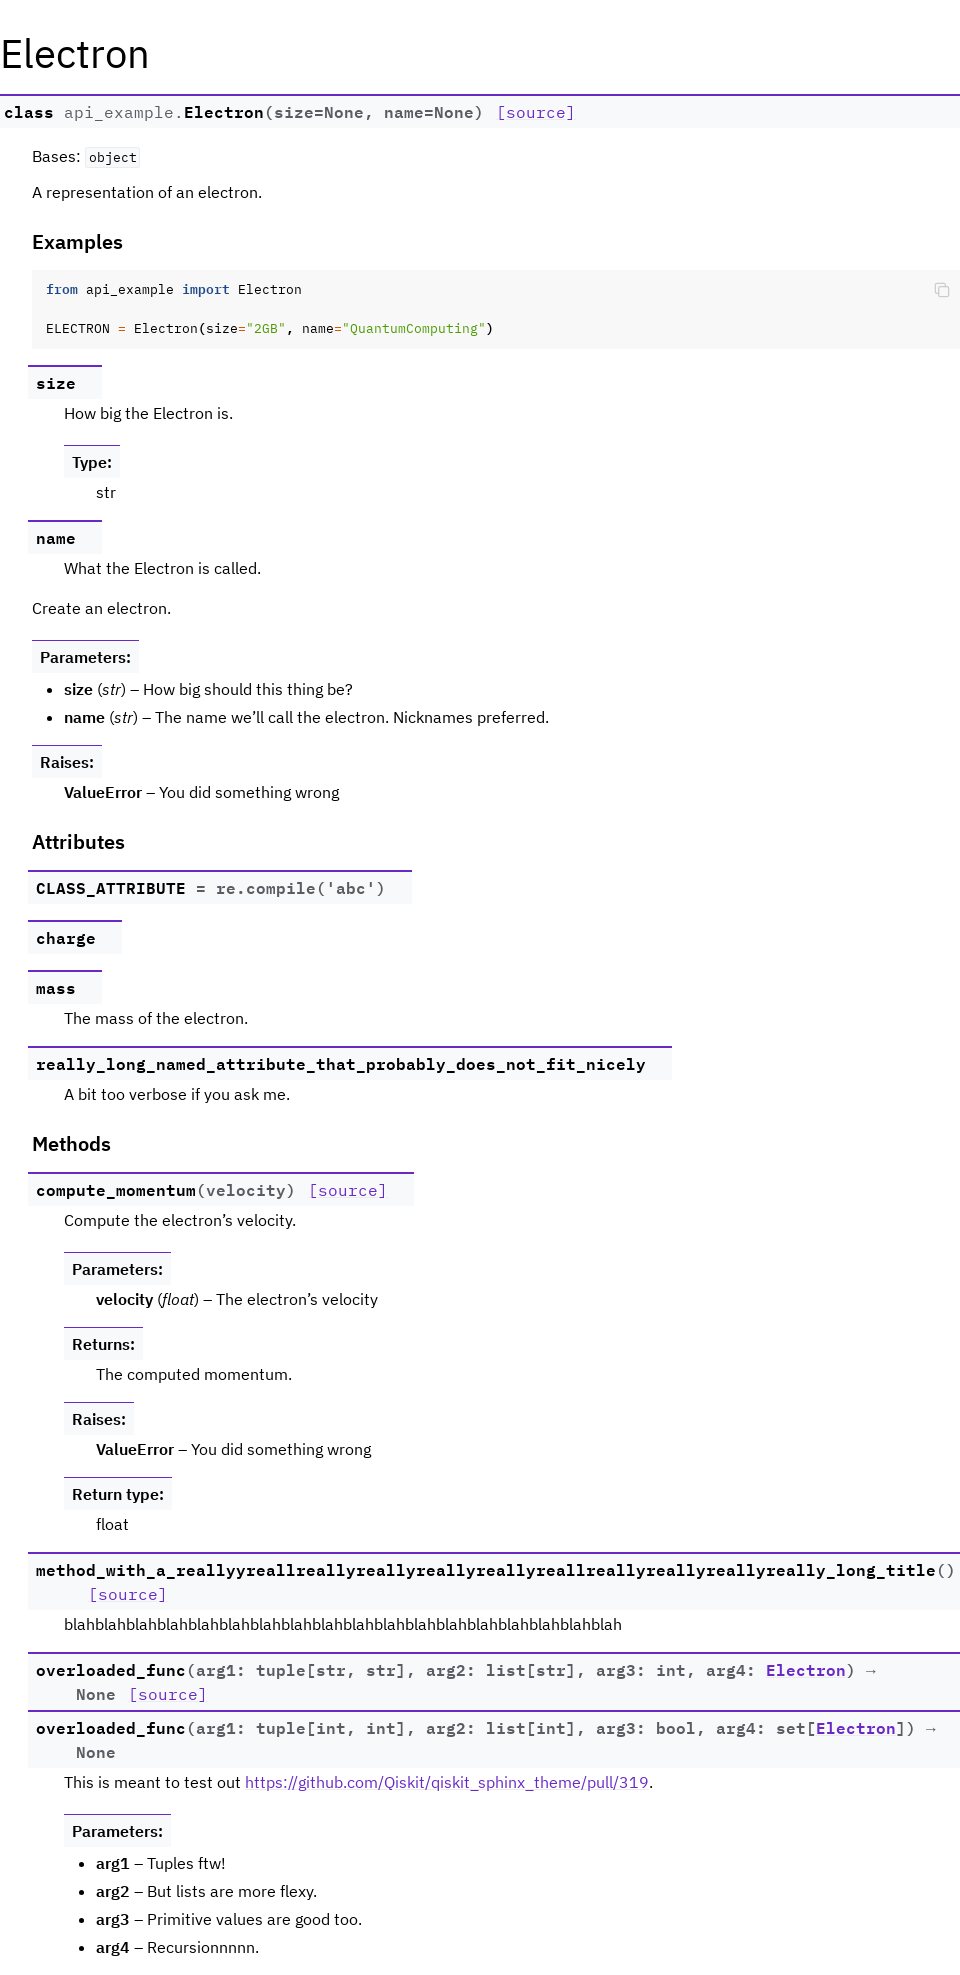 Electron
class api_example.Electron(size=None, name=None) [source]
Bases: object
A representation of an electron.
Examples
from api_example import Electron
ELECTRON = Electron(size="2GB", name="QuantumComputing")
size
How big the Electron is.
Type:
str
name
What the Electron is called.
Create an electron.
Parameters:
• size (str) – How big should this thing be?
• name (str) – The name we’ll call the electron. Nicknames preferred.
Raises:
ValueError – You did something wrong
Attributes
CLASS_ATTRIBUTE = re.compile('abc')
charge
mass
The mass of the electron.
really_long_named_attribute_that_probably_does_not_fit_nicely
A bit too verbose if you ask me.
Methods
compute_momentum(velocity) [source]
Compute the electron’s velocity.
Parameters:
velocity (float) – The electron’s velocity
Returns:
The computed momentum.
Raises:
ValueError – You did something wrong
Return type:
float
method_with_a_reallyyreallreallyreallyreallyreallyreallreallyreallyreallyreally_long_title()
[source]
blahblahblahblahblahblahblahblahblahblahblahblahblahblahblahblahblahblah
overloaded_func(arg1: tuple[str, str], arg2: list[str], arg3: int, arg4: Electron) →
None [source]
overloaded_func(arg1: tuple[int, int], arg2: list[int], arg3: bool, arg4: set[Electron]) →
None
This is meant to test out https://github.com/Qiskit/qiskit_sphinx_theme/pull/319.
Parameters:
• arg1 – Tuples ftw!
• arg2 – But lists are more flexy.
• arg3 – Primitive values are good too.
• arg4 – Recursionnnnn.